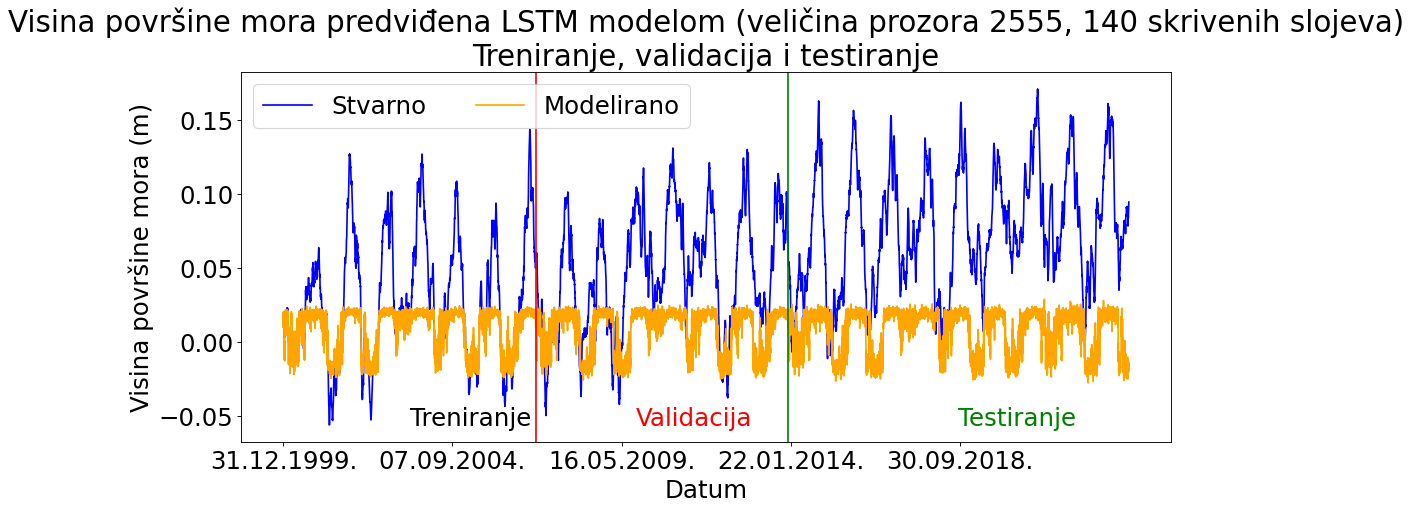 Visina površine mora predviđena LSTM modelom (veličina prozora 2555, 140 skrivenih slojeva)
Treniranje, validacija i testiranje
Stvarno
Modelirano
Visina površine mora (m)
0.15
0.10
0.05
0.00
−0.05
Treniranje
Validacija
Testiranje
31.12.1999.
07.09.2004.
16.05.2009.
22.01.2014.
30.09.2018.
Datum